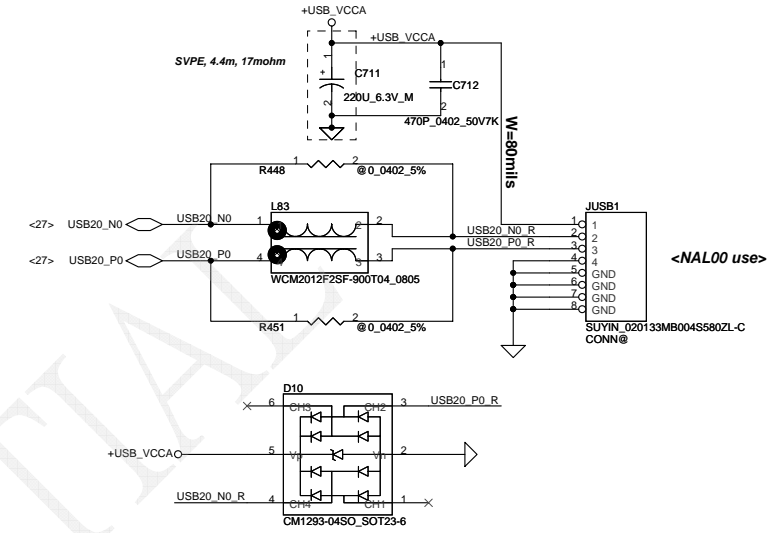 +USB_VCCA
+USB_VCCA
SVPE, 4.4m, 17mohm
1
+
C711
2
220U_6.3V_M
1
C712
2
470P_0402_50V7K
W=80mils
R448
1
2
@0_0402_5%
L83
<27> USB20_N0
USB20_N0
1
2
2
USB20_N0_R
<27> USB20_P0
USB20_P0
4
4
3
3
USB20_P0_R
WCM2012F2SF-900T04_0805
R451
1
2
@0_0402_5%
JUSB1
1 1
2 2
3 3
4 4
5 GND
6 GND
7 GND
8 GND
SUYIN_020133MB004S580ZL-C
CONN@
<NAL00 use>
D10
6 CH3
CH2 3 USB20_P0_R
+USB_VCCA 5 Vp
Vn 2
USB20_N0_R 4 CH4
CH1 1
CM1293-04SO_SOT23-6
TIAL